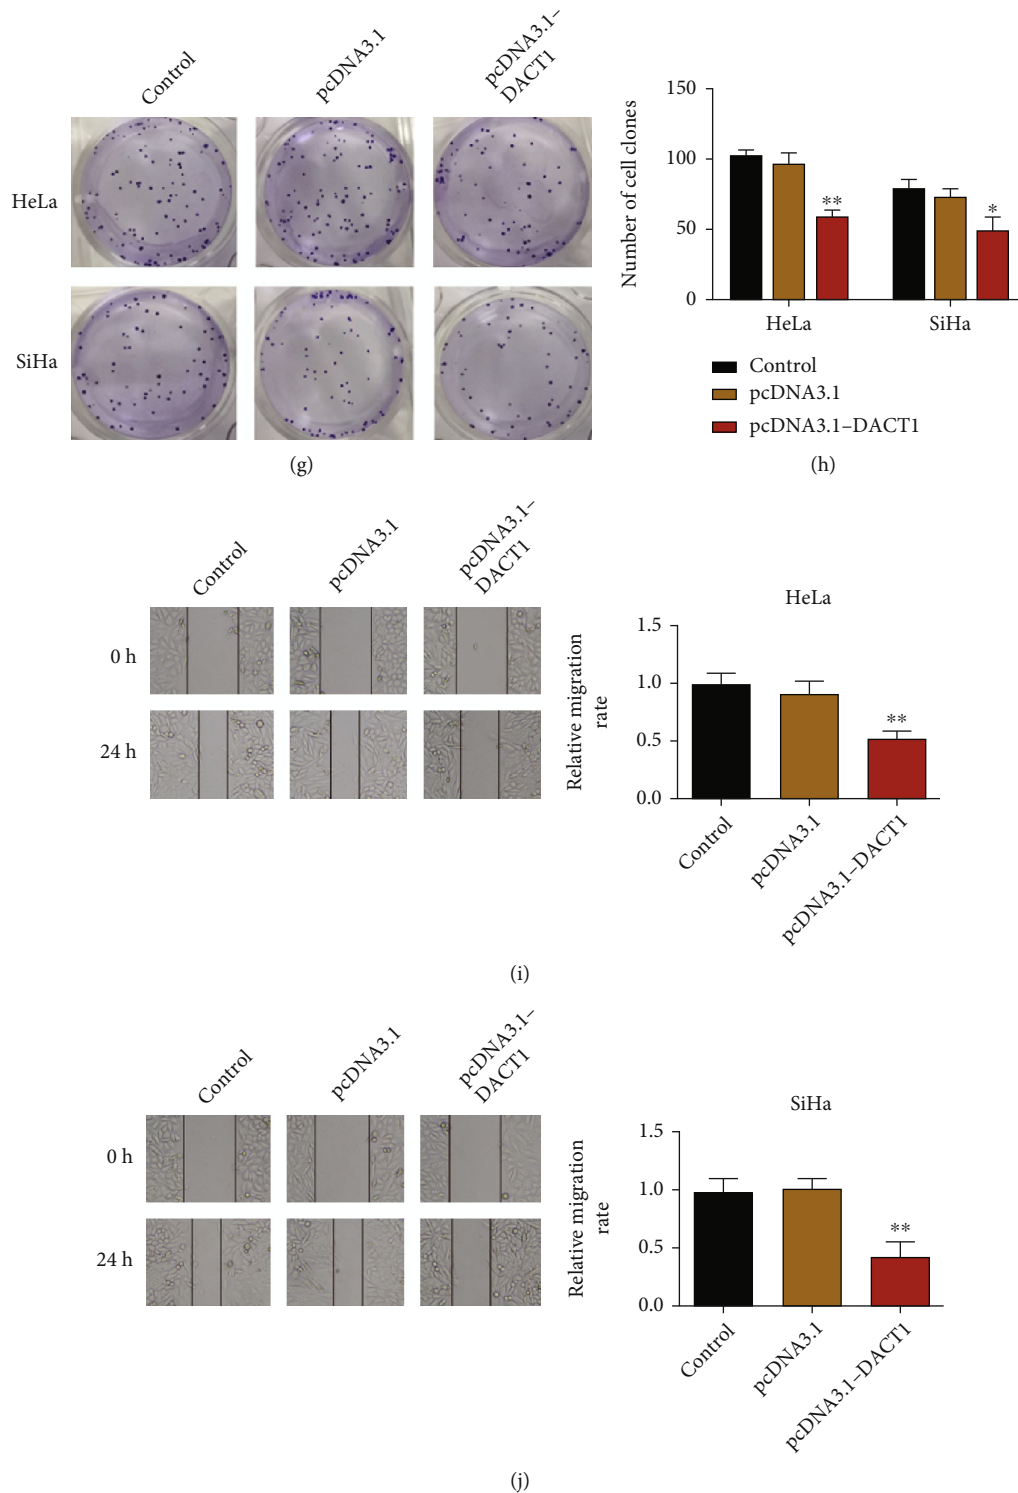 Control
pcDNA3.1
pcDNA3.1–
DACT1
HeLa
SiHa
(g)
150
100
50
0
Number of cell clones
**
*
HeLa
SiHa
Control
pcDNA3.1
pcDNA3.1–DACT1
(h)
Control
pcDNA3.1
pcDNA3.1–
DACT1
0 h
24 h
HeLa
1.5
1.0
0.5
0.0
Relative migration
rate
**
Control
pcDNA3.1
pcDNA3.1–DACT1
(i)
Control
pcDNA3.1
pcDNA3.1–
DACT1
0 h
24 h
SiHa
1.5
1.0
0.5
0.0
Relative migration
rate
**
Control
pcDNA3.1
pcDNA3.1–DACT1
(j)